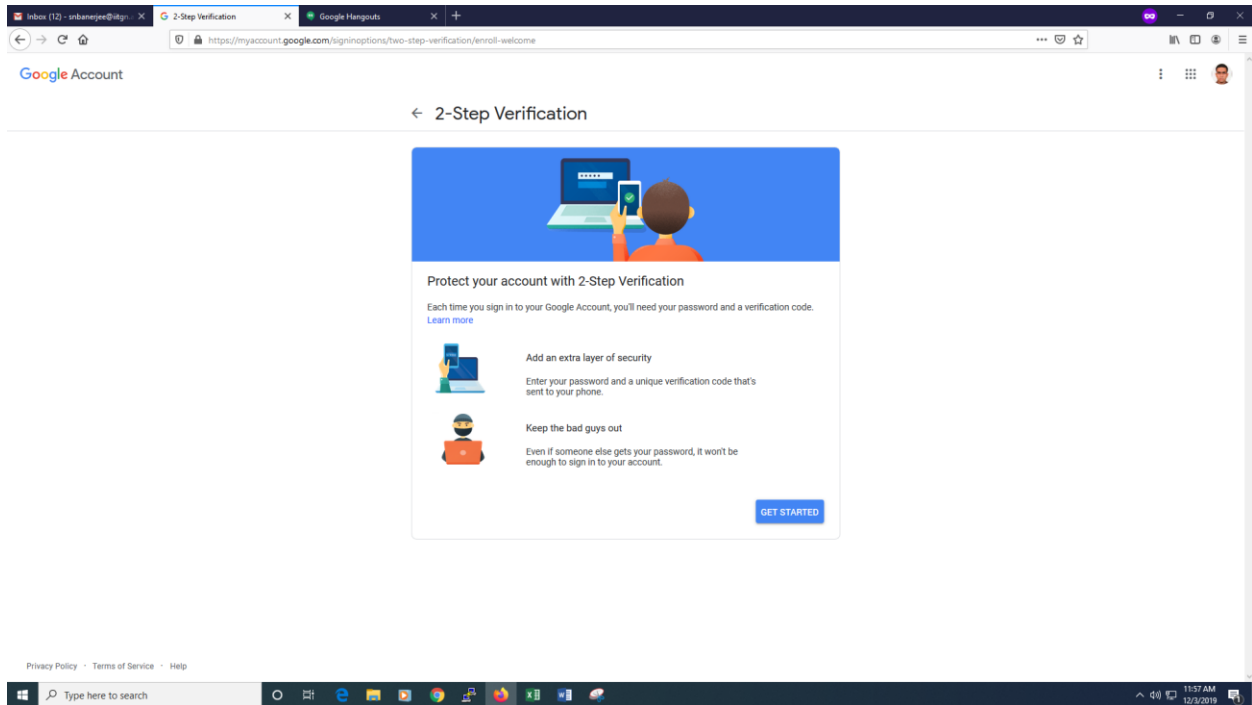 Inbox (12) - snbanerjee@iitgn.
2-Step Verification
Google Hangouts
https://myaccount.google.com/signinoptions/two-step-verification/enroll-welcome
Google Account
2-Step Verification
Protect your account with 2-Step Verification
Each time you sign in to your Google Account, you'll need your password and a verification code.
Learn more
Add an extra layer of security
Enter your password and a unique verification code that's
sent to your phone.
Keep the bad guys out
Even if someone else gets your password, it won't be
enough to sign in to your account.
GET STARTED
Privacy Policy · Terms of Service · Help
Type here to search
11:57 AM
12/3/2019